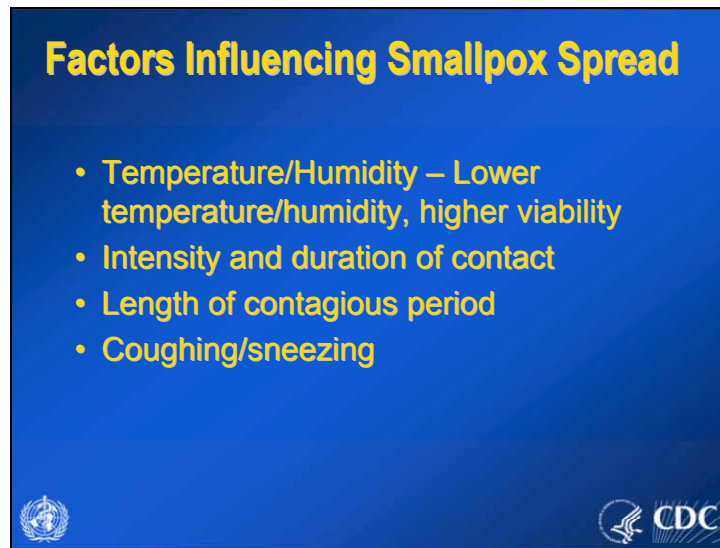 Factors Influencing Smallpox Spread
• Temperature/Humidity – Lower
temperature/humidity, higher viability
• Intensity and duration of contact
• Length of contagious period
• Coughing/sneezing
CDC